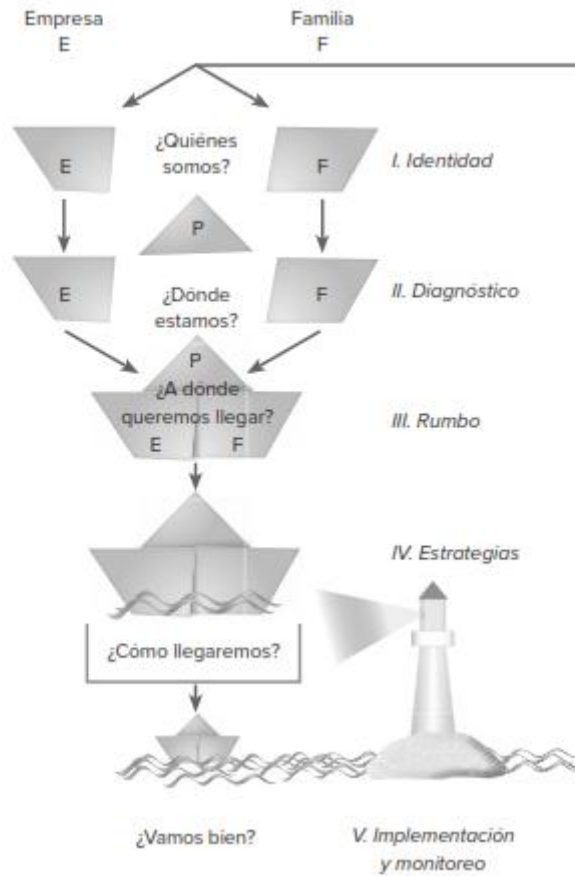 Empresa
E
Familia
F
E
¿Quiénes
somos?
F
I. Identidad
P
E
¿Dónde
estamos?
F
II. Diagnóstico
P
¿A dónde
queremos llegar?
E
F
III. Rumbo
IV. Estrategias
¿Cómo llegaremos?
¿Vamos bien?
V. Implementación
y monitoreo